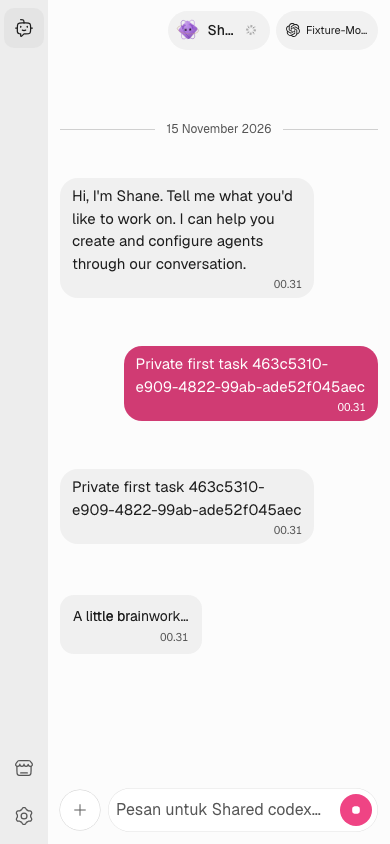 Sh...
Fixture-Mo...
15 November 2026
Hi, I'm Shane. Tell me what you'd
like to work on. I can help you
create and configure agents
through our conversation.
00.31
Private first task 463c5310-
e909-4822-99ab-ade52f045aec
00.31
Private first task 463c5310-
e909-4822-99ab-ade52f045aec
00.31
A little brainwork...
00.31
Pesan untuk Shared codex...